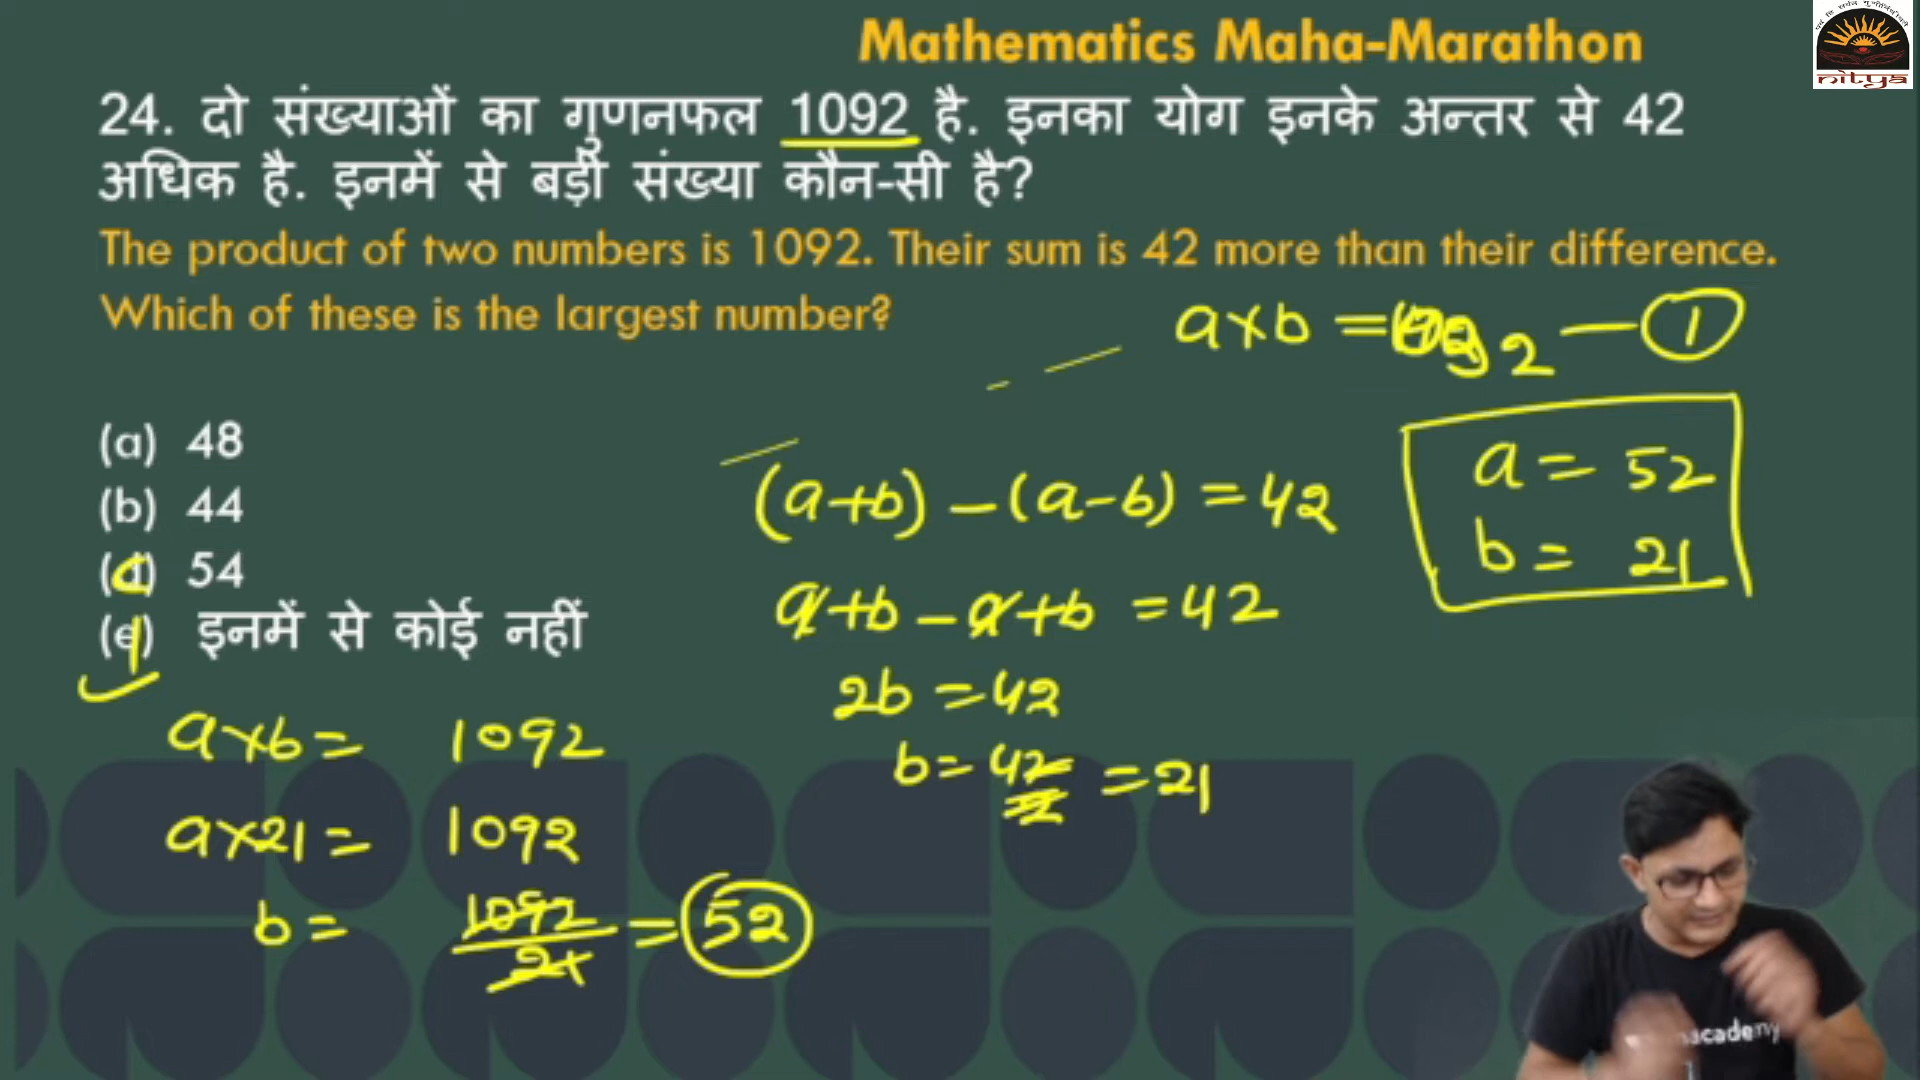 Mathematics Maha-Marathon
nitya
24. दो संख्याओं का गुणनफल 1092 है. इनका योग इनके अन्तर से 42
अधिक है. इनमें से बड़ी संख्या कौन-सी है?
The product of two numbers is 1092. Their sum is 42 more than their difference.
Which of these is the largest number?
a×b = 2 — 1
(a) 48
(b) 44
(d) 54
(e) इनमें से कोई नहीं
(a+b) – (a-b) = 42
a+b – a+b = 42
2b = 42
b = 42/2 = 21
a = 52
b = 21
a×b = 1092
a×21 = 1092
b = 1092/21 = 52
academy